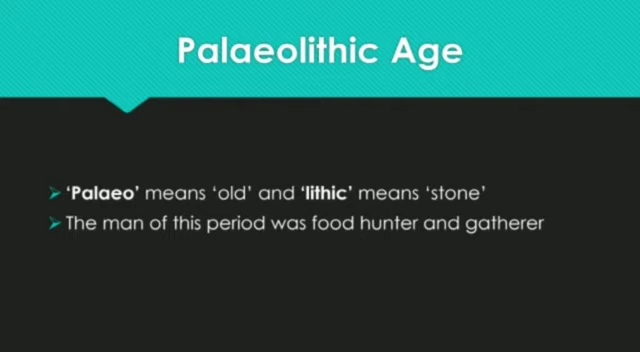 Palaeolithic Age
‘Palaeo’ means ‘old’ and ‘lithic’ means ‘stone’
The man of this period was food hunter and gatherer